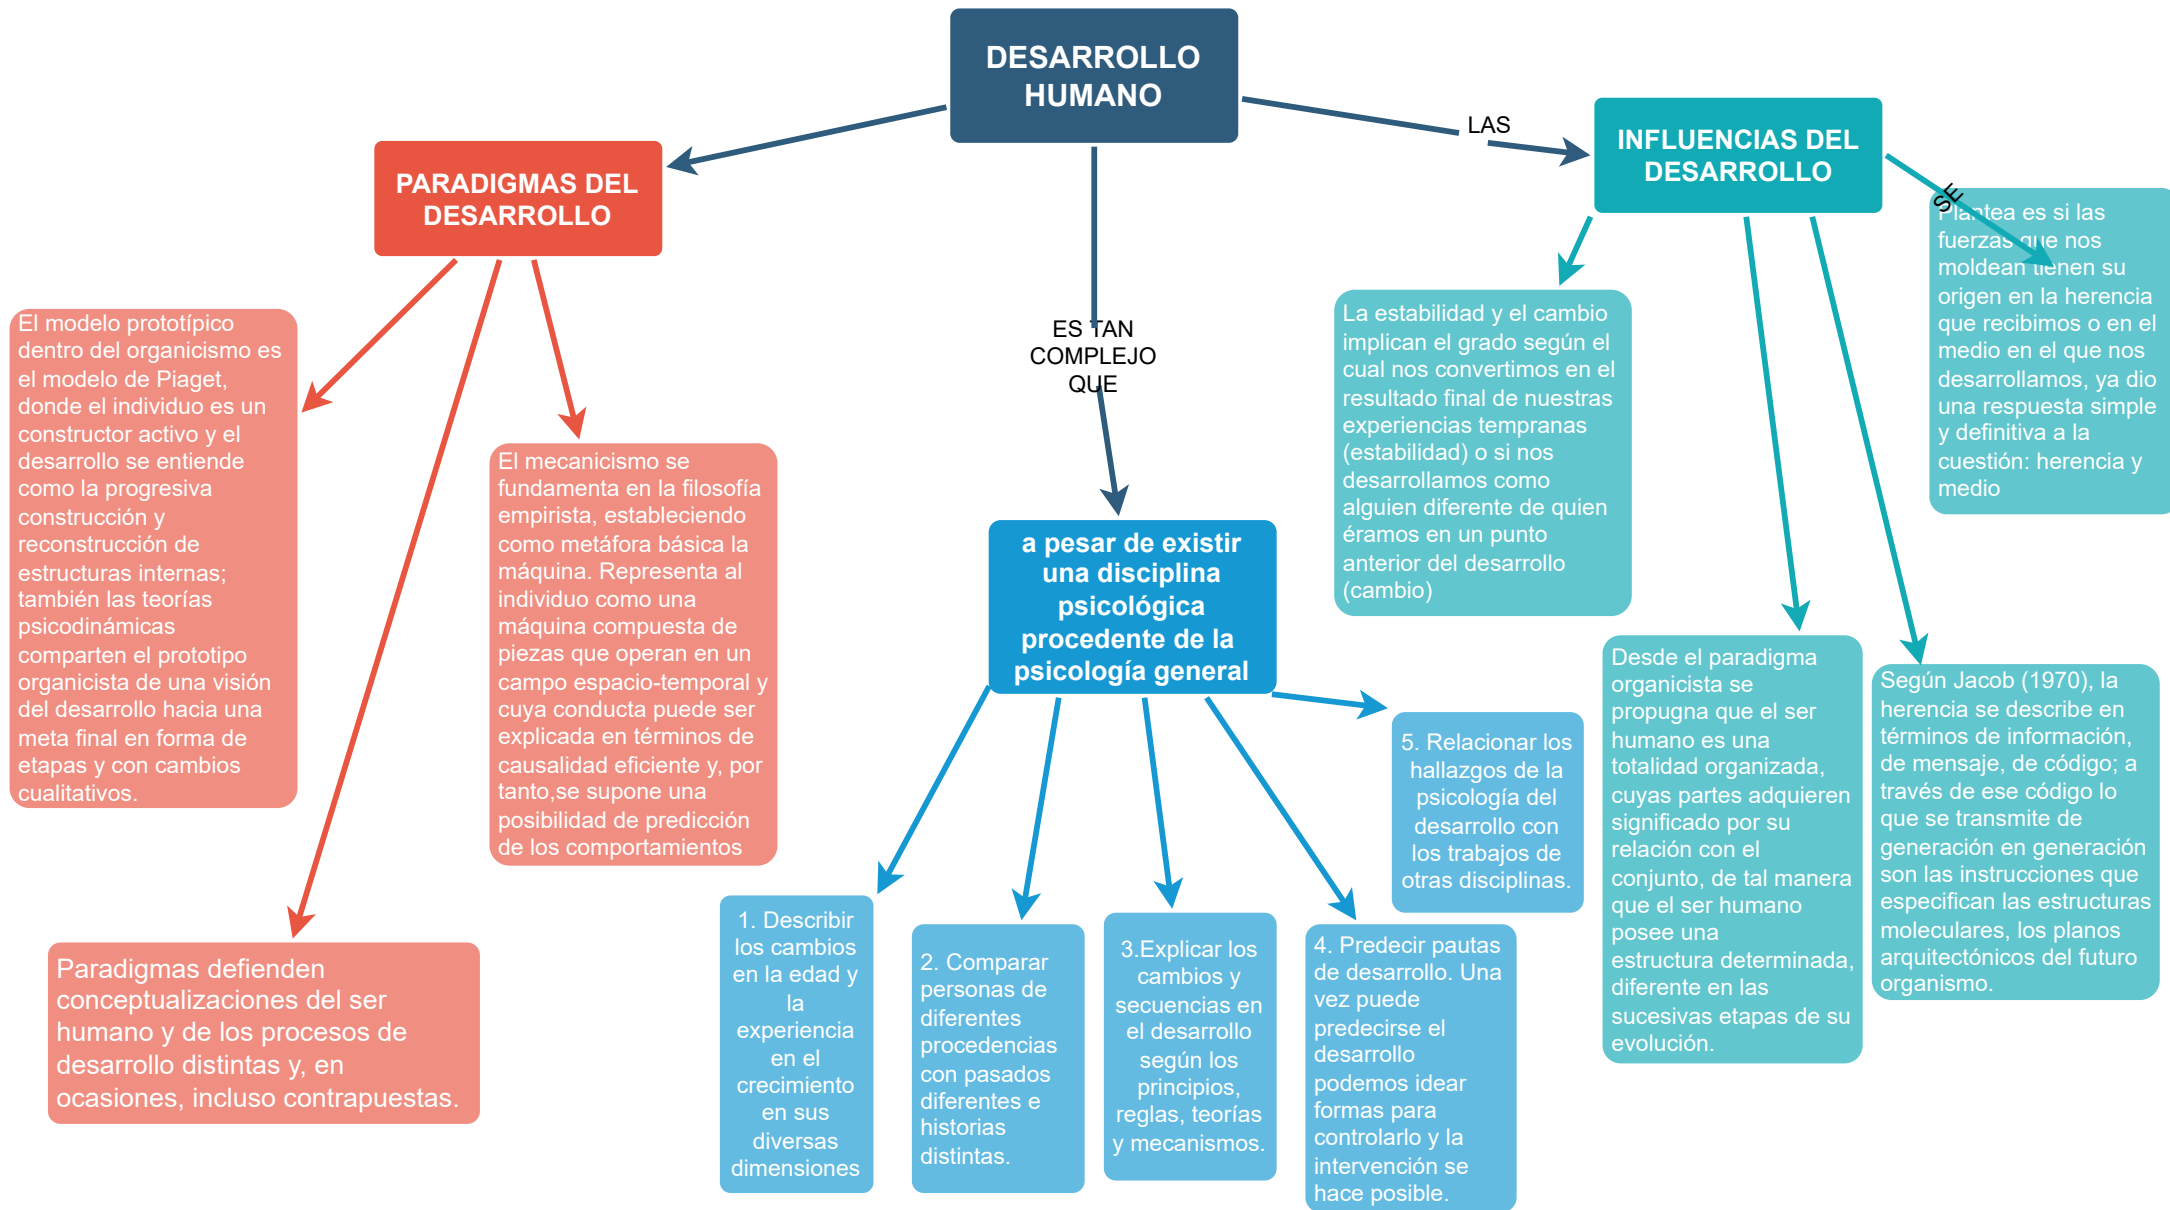 DESARROLLO
HUMANO
LAS
INFLUENCIAS DEL
DESARROLLO
PARADIGMAS DEL
DESARROLLO
SE
Plantea es si las
fuerzas que nos
moldean tienen su
origen en la herencia
que recibimos o en el
medio en el que nos
desarrollamos, ya dio
una respuesta simple
y definitiva a la
cuestión: herencia y
medio
El modelo prototípico
dentro del organicismo es
el modelo de Piaget,
donde el individuo es un
constructor activo y el
desarrollo se entiende
como la progresiva
construcción y
reconstrucción de
estructuras internas;
también las teorías
psicodinámicas
comparten el prototipo
organicista de una visión
del desarrollo hacia una
meta final en forma de
etapas y con cambios
cualitativos.
El mecanicismo se
fundamenta en la filosofía
empirista, estableciendo
como metáfora básica la
máquina. Representa al
individuo como una
máquina compuesta de
piezas que operan en un
campo espacio-temporal y
cuya conducta puede ser
explicada en términos de
causalidad eficiente y, por
tanto,se supone una
posibilidad de predicción
de los comportamientos
Paradigmas defienden
conceptualizaciones del ser
humano y de los procesos de
desarrollo distintas y, en
ocasiones, incluso contrapuestas.
ES TAN
COMPLEJO
QUE
a pesar de existir
una disciplina
psicológica
procedente de la
psicología general
1. Describir
los cambios
en la edad y
la
experiencia
en el
crecimiento
en sus
diversas
dimensiones
2. Comparar
personas de
diferentes
procedencias
con pasados
diferentes e
historias
distintas.
3.Explicar los
cambios y
secuencias en
el desarrollo
según los
principios,
reglas, teorías
y mecanismos.
4. Predecir pautas
de desarrollo. Una
vez puede
predecirse el
desarrollo
podemos idear
formas para
controlarlo y la
intervención se
hace posible.
5. Relacionar los
hallazgos de la
psicología del
desarrollo con
los trabajos de
otras disciplinas.
La estabilidad y el cambio
implican el grado según el
cual nos convertimos en el
resultado final de nuestras
experiencias tempranas
(estabilidad) o si nos
desarrollamos como
alguien diferente de quien
éramos en un punto
anterior del desarrollo
(cambio)
Desde el paradigma
organicista se
propugna que el ser
humano es una
totalidad organizada,
cuyas partes adquieren
significado por su
relación con el
conjunto, de tal manera
que el ser humano
posee una
estructura determinada,
diferente en las
sucesivas etapas de su
evolución.
Según Jacob (1970), la
herencia se describe en
términos de información,
de mensaje, de código; a
través de ese código lo
que se transmite de
generación en generación
son las instrucciones que
especifican las estructuras
moleculares, los planos
arquitectónicos del futuro
organismo.